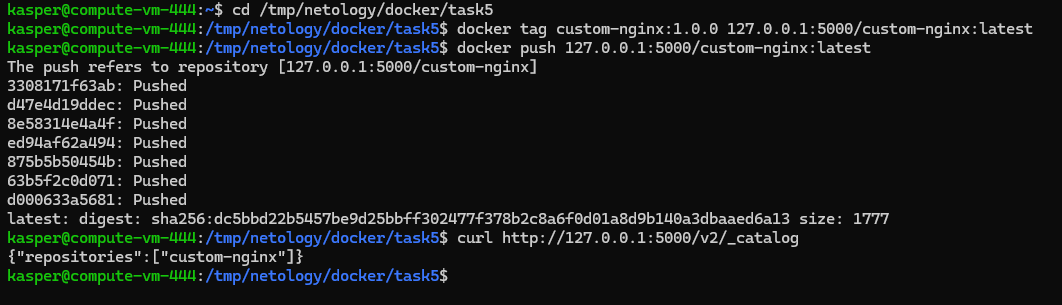 kasper@compute-vm-444:~$ cd /tmp/netology/docker/task5
kasper@compute-vm-444:/tmp/netology/docker/task5$ docker tag custom-nginx:1.0.0 127.0.0.1:5000/custom-nginx:latest
kasper@compute-vm-444:/tmp/netology/docker/task5$ docker push 127.0.0.1:5000/custom-nginx:latest
The push refers to repository [127.0.0.1:5000/custom-nginx]
3308171f63ab: Pushed
d47e4d19ddec: Pushed
8e58314e4a4f: Pushed
ed94af62a494: Pushed
875b5b50454b: Pushed
63b5f2c0d071: Pushed
d000633a5681: Pushed
latest: digest: sha256:dc5bbd22b5457be9d25bbff302477f378b2c8a6f0d01a8d9b140a3dbaaed6a13 size: 1777
kasper@compute-vm-444:/tmp/netology/docker/task5$ curl http://127.0.0.1:5000/v2/_catalog
{"repositories":["custom-nginx"]}
kasper@compute-vm-444:/tmp/netology/docker/task5$